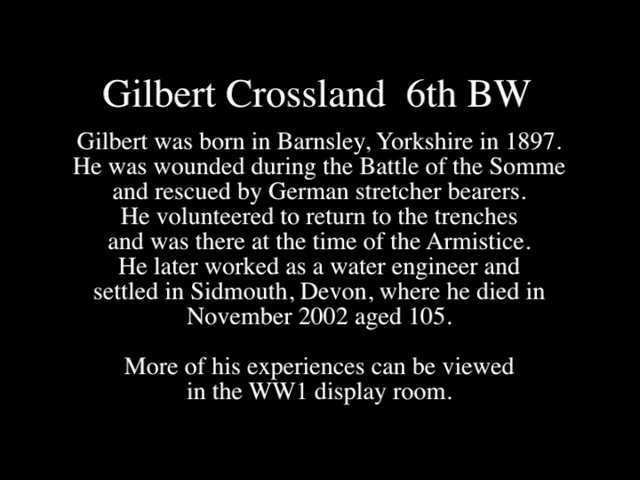 Gilbert Crossland 6th BW
Gilbert was born in Barnsley, Yorkshire in 1897.
He was wounded during the Battle of the Somme
and rescued by German stretcher bearers.
He volunteered to return to the trenches
and was there at the time of the Armistice.
He later worked as a water engineer and
settled in Sidmouth, Devon, where he died in
November 2002 aged 105.
More of his experiences can be viewed
in the WW1 display room.